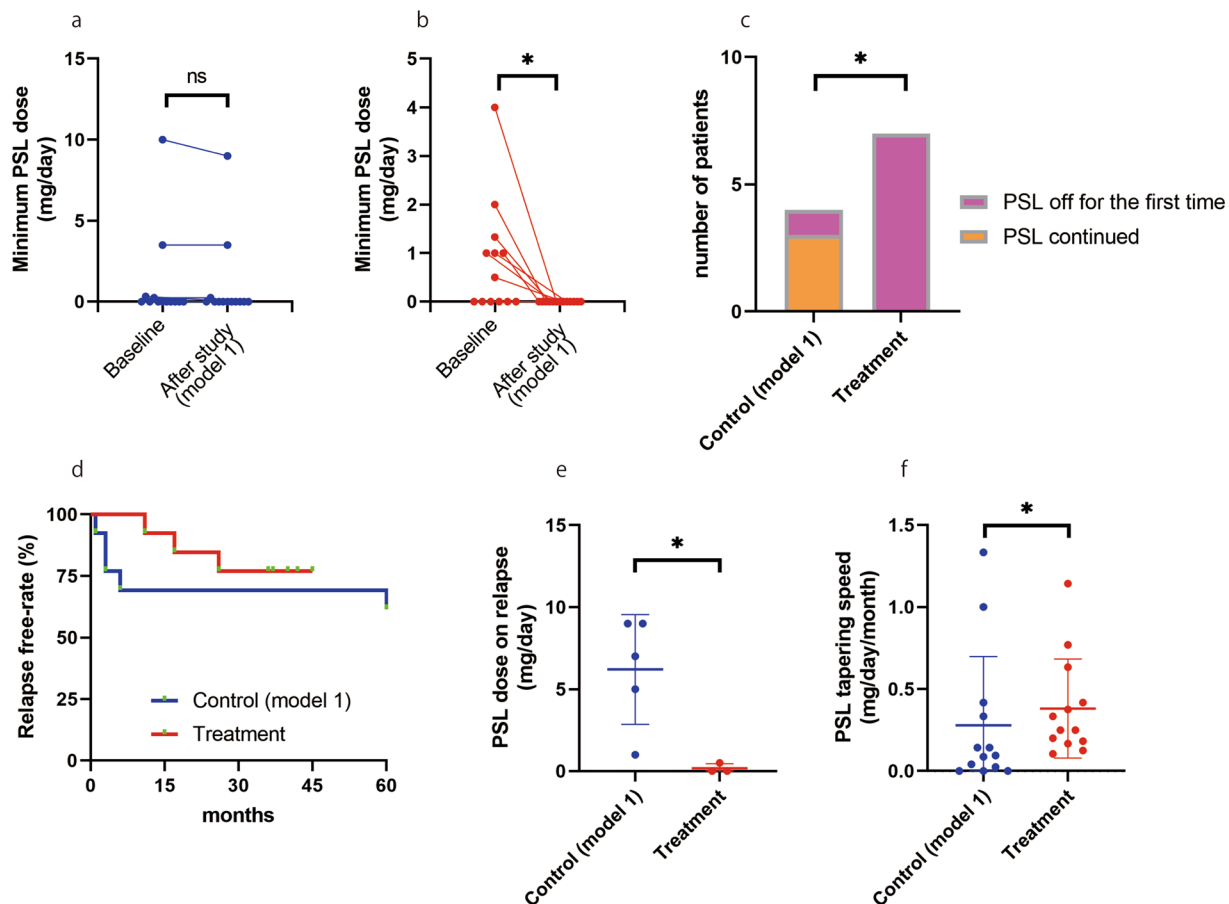 a
Minimum PSL dose
(mg/day)
15
10
5
0
ns
Baseline
After study
(model 1)
b
Minimum PSL dose
(mg/day)
5
4
3
2
1
0
*
Baseline
After study
(model 1)
c
number of patients
10
5
0
*
Control (model 1)
Treatment
PSL off for the first time
PSL continued
d
Relapse free-rate (%)
100
75
50
25
0
Control (model 1)
Treatment
0 15 30 45 60
months
e
PSL dose on relapse
(mg/day)
15
10
5
0
*
Control (model 1)
Treatment
f
PSL tapering speed
(mg/day/month)
1.5
1.0
0.5
0.0
*
Control (model 1)
Treatment